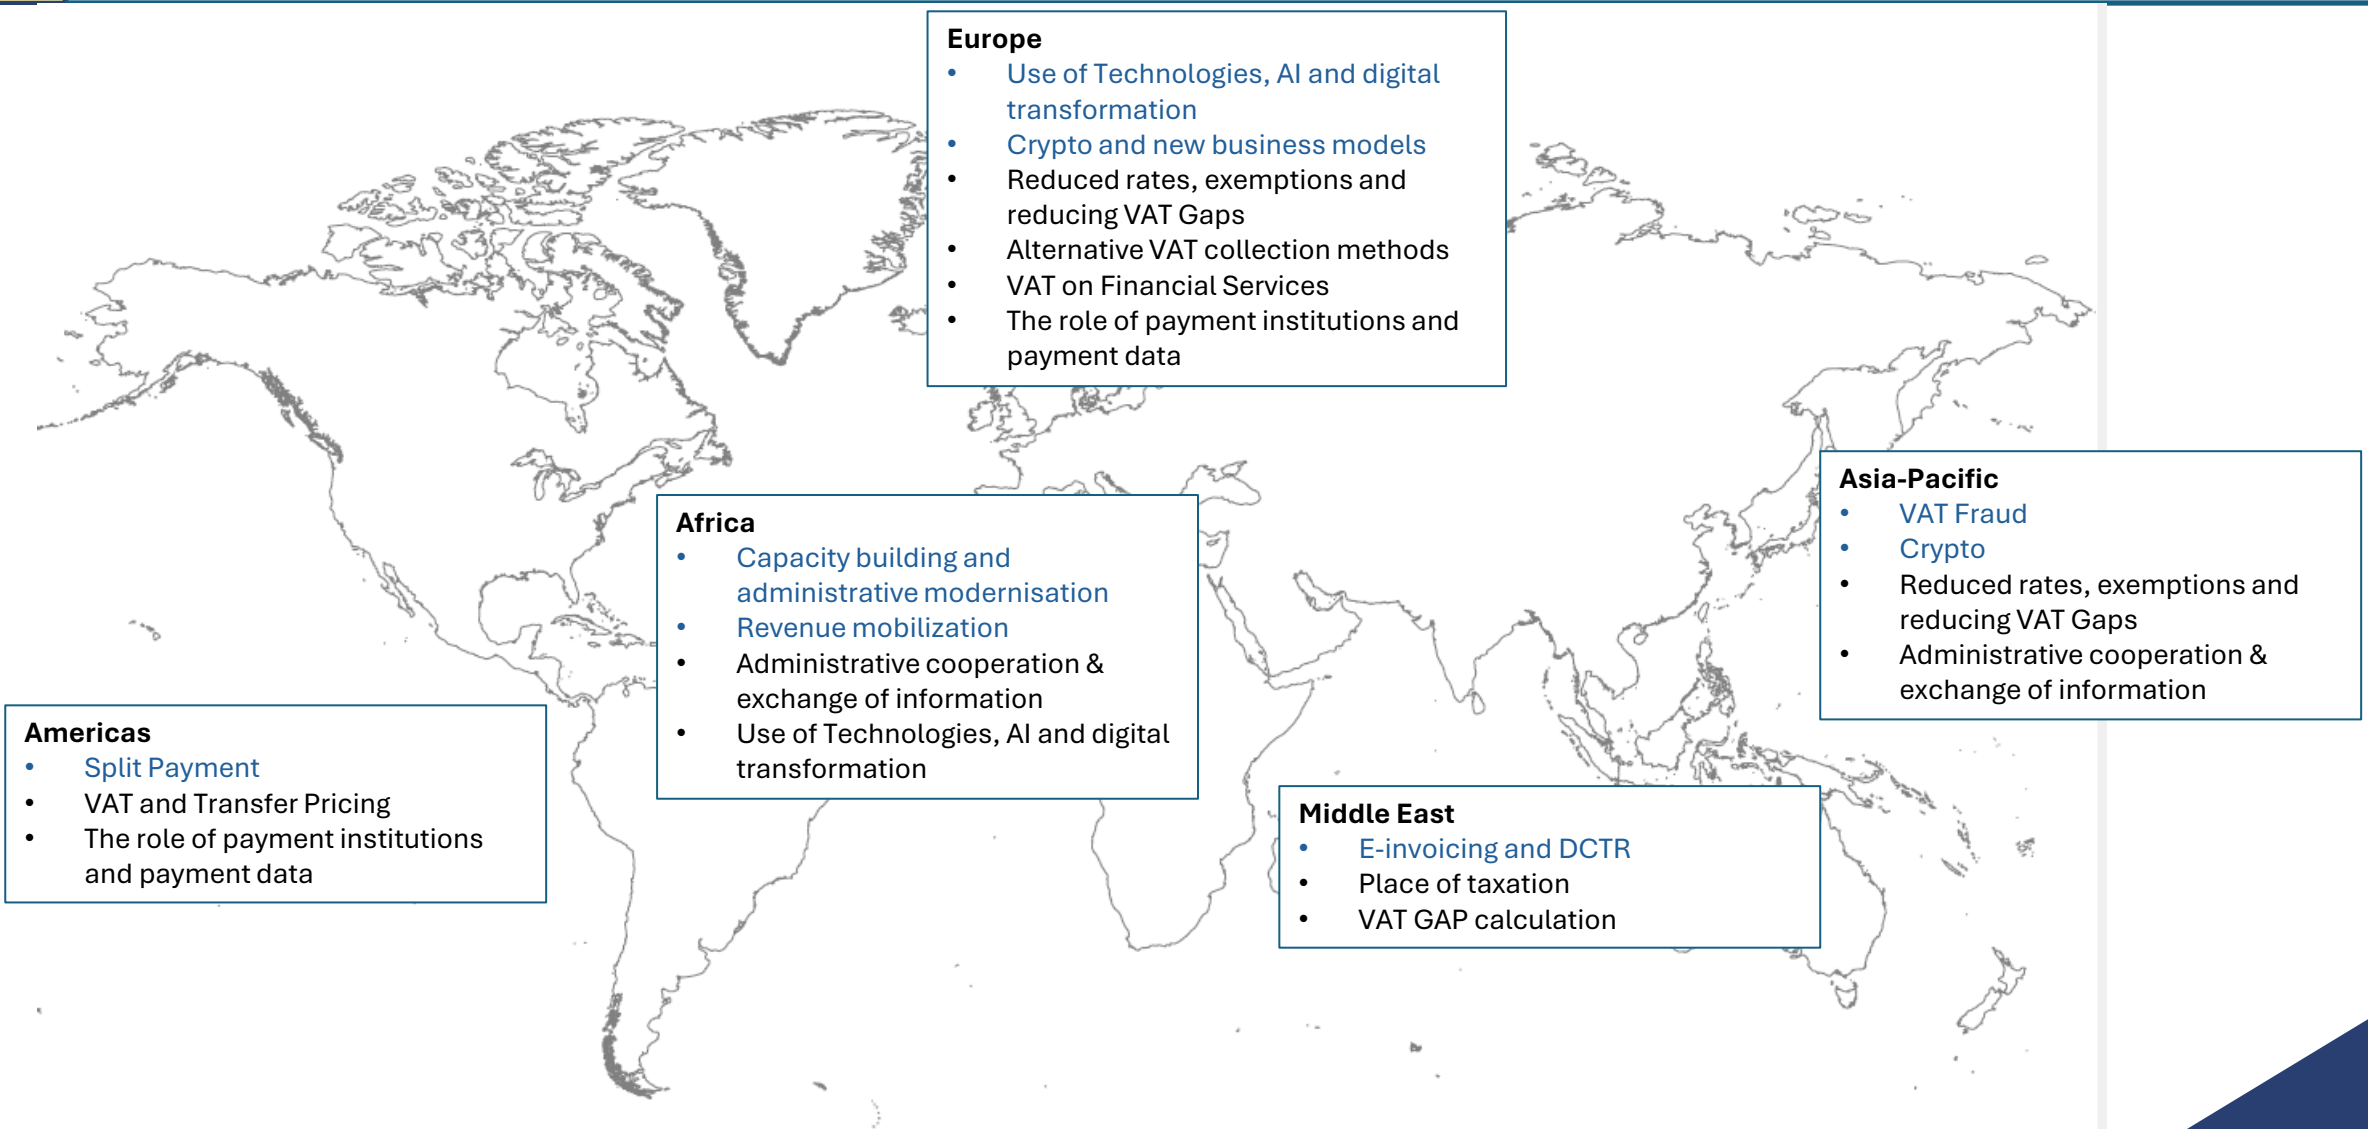 Europe
• Use of Technologies, AI and digital
transformation
• Crypto and new business models
• Reduced rates, exemptions and
reducing VAT Gaps
• Alternative VAT collection methods
• VAT on Financial Services
• The role of payment institutions and
payment data
Africa
• Capacity building and
administrative modernisation
• Revenue mobilization
• Administrative cooperation &
exchange of information
• Use of Technologies, AI and digital
transformation
Asia-Pacific
• VAT Fraud
• Crypto
• Reduced rates, exemptions and
reducing VAT Gaps
• Administrative cooperation &
exchange of information
Americas
• Split Payment
• VAT and Transfer Pricing
• The role of payment institutions
and payment data
Middle East
• E-invoicing and DCTR
• Place of taxation
• VAT GAP calculation